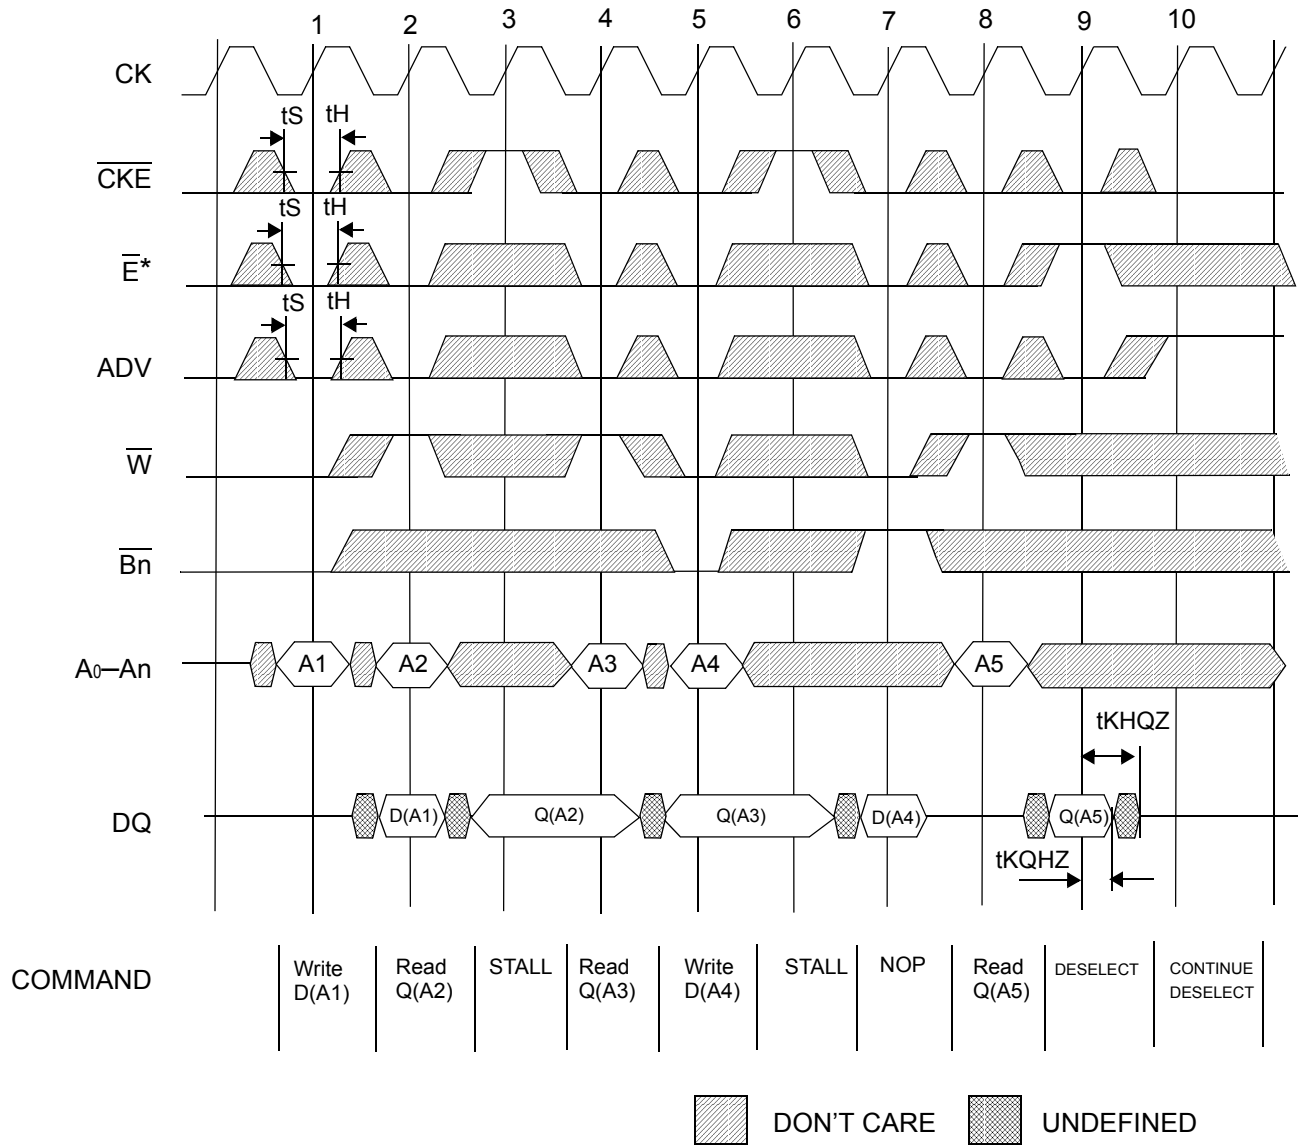 1 2 3 4 5 6 7 8 9 10
CK
tS tH
CKE
tS tH
E*
tS tH
ADV
W
Bn
A0–An A1 A2 A3 A4 A5
tKHQZ
DQ D(A1) Q(A2) Q(A3) D(A4) Q(A5)
tKQHZ
COMMAND
Write
D(A1)
Read
Q(A2)
STALL
Read
Q(A3)
Write
D(A4)
STALL
NOP
Read
Q(A5)
DESELECT
CONTINUE
DESELECT
DON'T CARE UNDEFINED